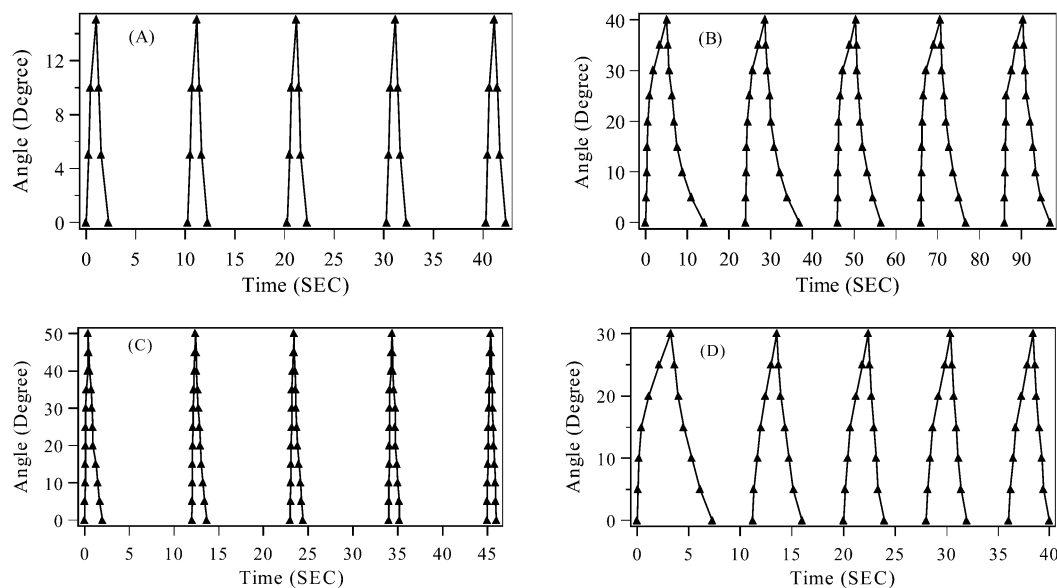 (A)
12
8
4
0
Angle (Degree)
0 5 10 15 20 25 30 35 40
Time (SEC)
(B)
40
30
20
10
0
Angle (Degree)
0 10 20 30 40 50 60 70 80 90
Time (SEC)
(C)
50
40
30
20
10
0
Angle (Degree)
0 5 10 15 20 25 30 35 40 45
Time (SEC)
(D)
30
20
10
0
Angle (Degree)
0 5 10 15 20 25 30 35 40
Time (SEC)